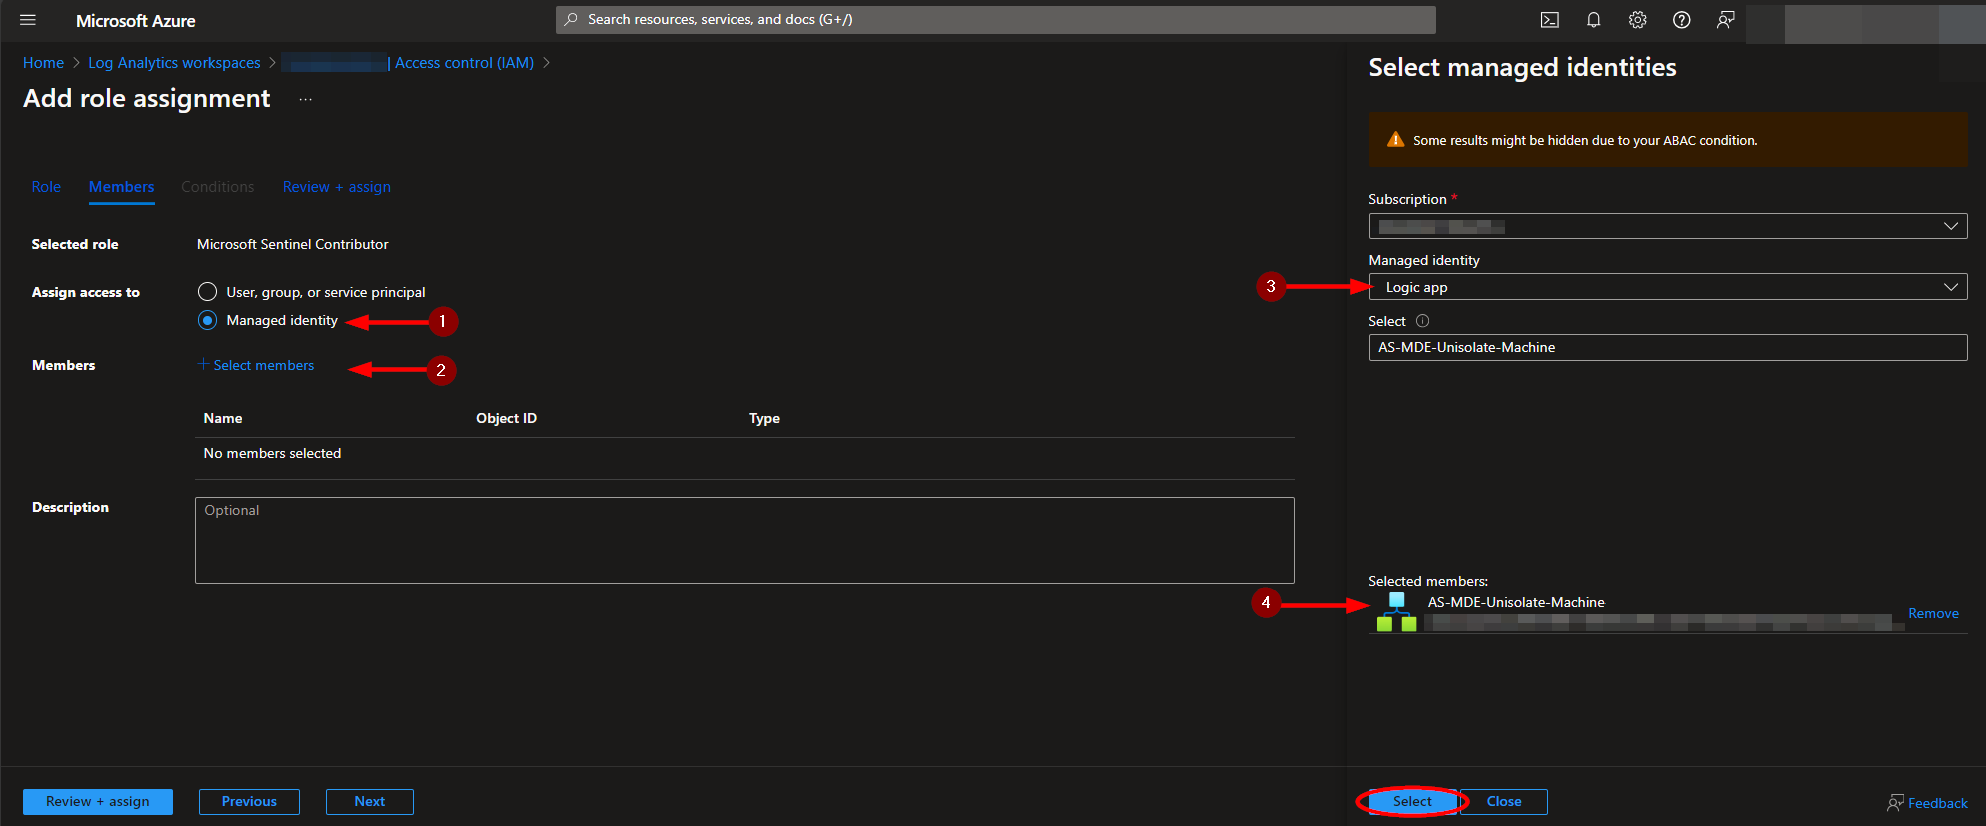 Microsoft Azure
Search resources, services, and docs (G+/)
Home > Log Analytics workspaces > | Access control (IAM) >
Add role assignment ...
Role Members Conditions Review + assign
Selected role Microsoft Sentinel Contributor
Assign access to User, group, or service principal
Managed identity 1
Members + Select members 2
Name Object ID Type
No members selected
Description Optional
Review + assign Previous Next
Select managed identities
Some results might be hidden due to your ABAC condition.
Subscription *
Managed identity
3 Logic app
Select
AS-MDE-Unisolate-Machine
Selected members:
4 AS-MDE-Unisolate-Machine
Remove
Select Close Feedback